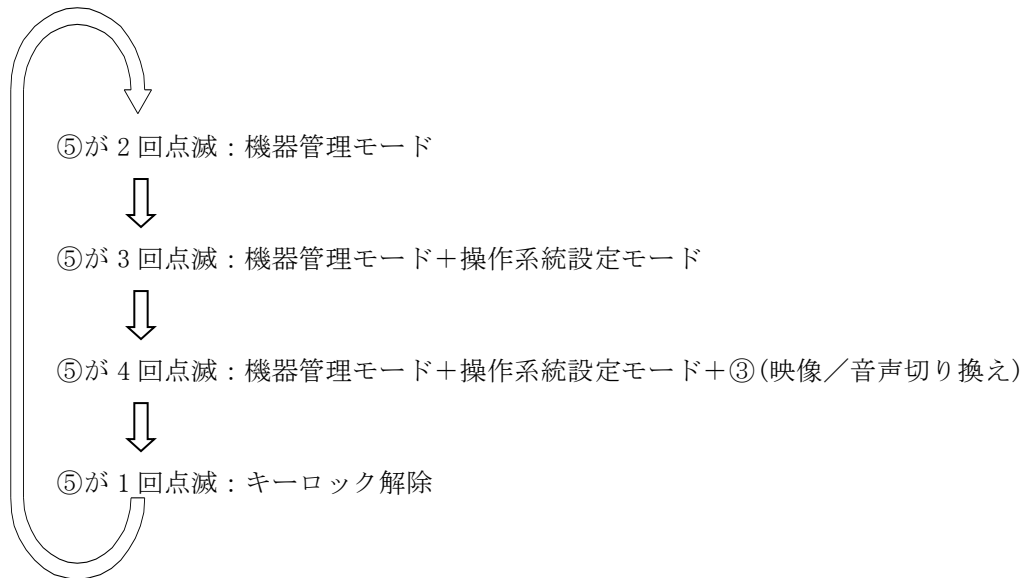 ⑤が 2 回点滅：機器管理モード
⑤が 3 回点滅：機器管理モード＋操作系統設定モード
⑤が 4 回点滅：機器管理モード＋操作系統設定モード＋③(映像／音声切り換え)
⑤が 1 回点滅：キーロック解除